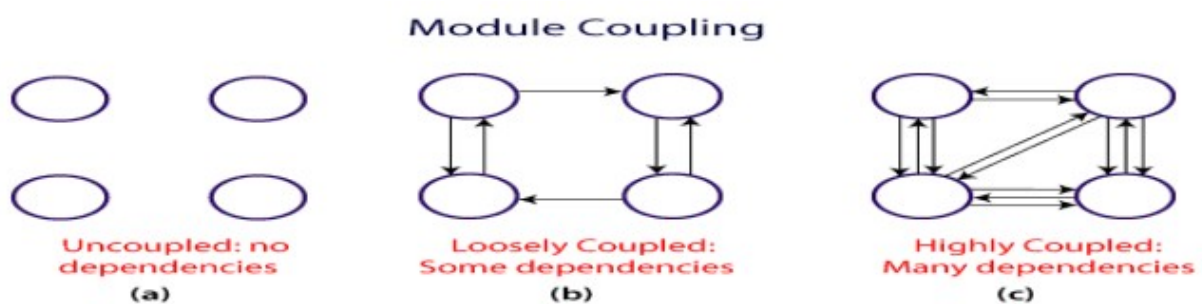 Module Coupling
Uncoupled: no
dependencies
(a)
Loosely Coupled:
Some dependencies
(b)
Highly Coupled:
Many dependencies
(c)